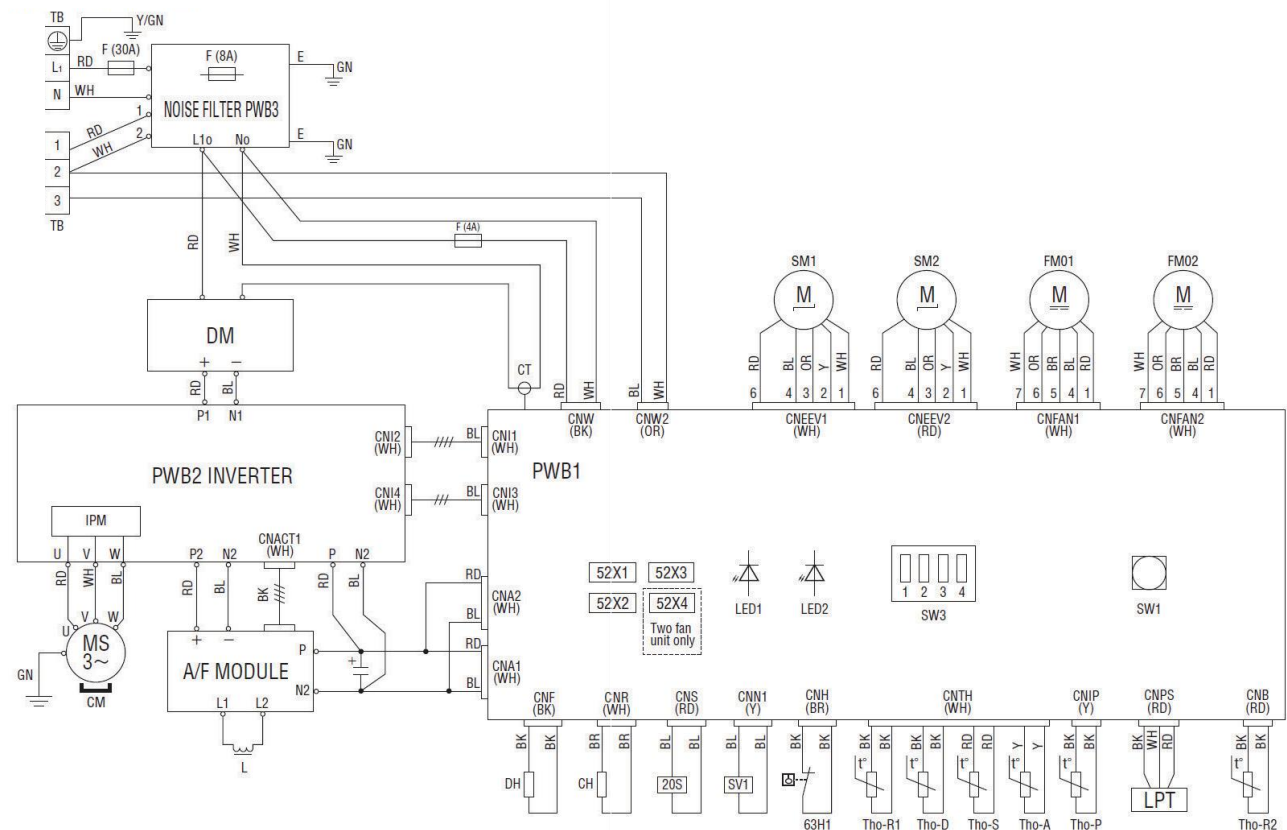 TB
Y/GN
F (30A)
L1 RD
N WH
F (8A)
NOISE FILTER PWB3
E GN
E GN
1
2
L1o No
RD
WH
1
2
3
TB
F (4A)
RD
WH
DM
+ −
RD BL
P1 N1
CT
RD WH
BL WH
SM1 SM2 FM01 FM02
M M M M
RD BL OR Y WH
6 4 3 2 1
RD BL OR Y WH
6 4 3 2 1
WH OR BR BL RD
7 6 5 4 1
WH OR BR BL RD
7 6 5 4 1
CNW
(BK)
CNW2
(OR)
CNEEV1
(WH)
CNEEV2
(RD)
CNFAN1
(WH)
CNFAN2
(WH)
PWB2 INVERTER
CNI2
(WH)
BL CNI1
(WH)
CNI4
(WH)
BL CNI3
(WH)
PWB1
IPM
U V W
P2 N2
CNACT1
(WH)
P N2
RD WH BL
RD BL
BK
RD BL
U V W
MS
3~
CM
GN
+ −
A/F MODULE
P
N2
L1 L2
L
+
RD
CNA2
(WH)
BL
RD
CNA1
(WH)
BL
52X1 52X3
52X2 52X4
Two fan
unit only
LED1 LED2
1 2 3 4
SW3
SW1
CNF
(BK)
CNR
(WH)
CNS
(RD)
CNN1
(Y)
CNH
(BR)
CNTH
(WH)
CNIP
(Y)
CNPS
(RD)
CNB
(RD)
BK BK
BR BR
BL BL
BL BL
BK BK
BK BK
BK BK
RD RD
Y Y
BK BK
BK WH RD
BK BK
DH CH 20S SV1
t° t° t° t° t° t°
LPT
63H1 Tho-R1 Tho-D Tho-S Tho-A Tho-P Tho-R2